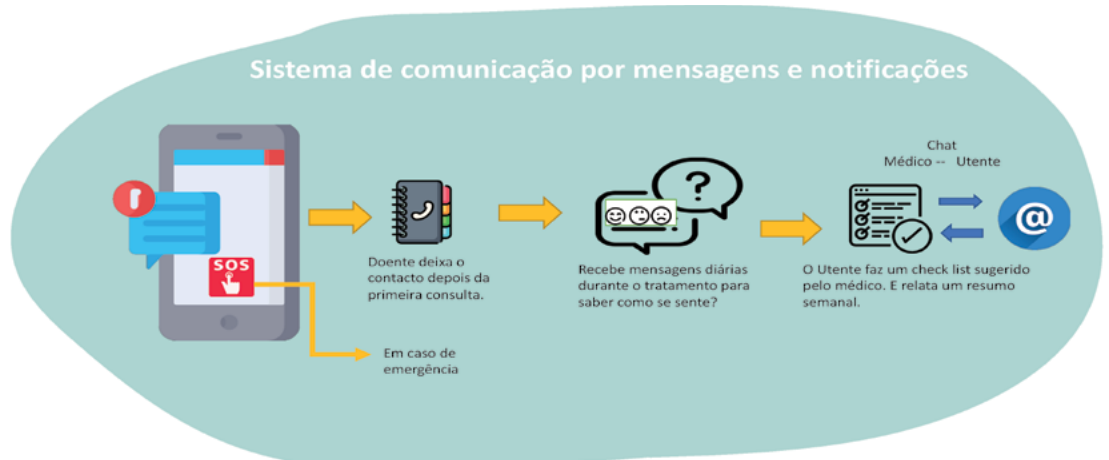 Sistema de comunicação por mensagens e notificações
Chat
Médico -- Utente
1
?
@
SOS
Doente deixa o
contacto depois da
primeira consulta.
Recebe mensagens diárias
durante o tratamento para
saber como se sente?
O Utente faz um check list sugerido
pelo médico. E relata um resumo
semanal.
Em caso de
emergência